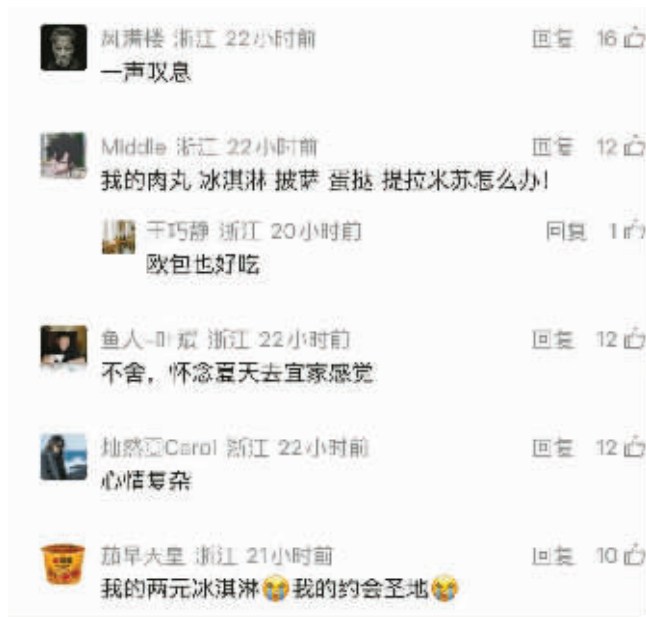 风满楼 浙江 22小时前 回复 16
一声叹息
Middle 浙江 22小时前 回复 12
我的肉丸 冰淇淋 披萨 蛋挞 提拉米苏怎么办！
王巧静 浙江 20小时前 回复 1
欧包也好吃
鱼人-叶 浙江 22小时前 回复 12
不舍，怀念夏天去宜家感觉
灿然 Carol 浙江 22小时前 回复 12
心情复杂
茄早大皇 浙江 21小时前 回复 10
我的两元冰淇淋😭我的约会圣地😭